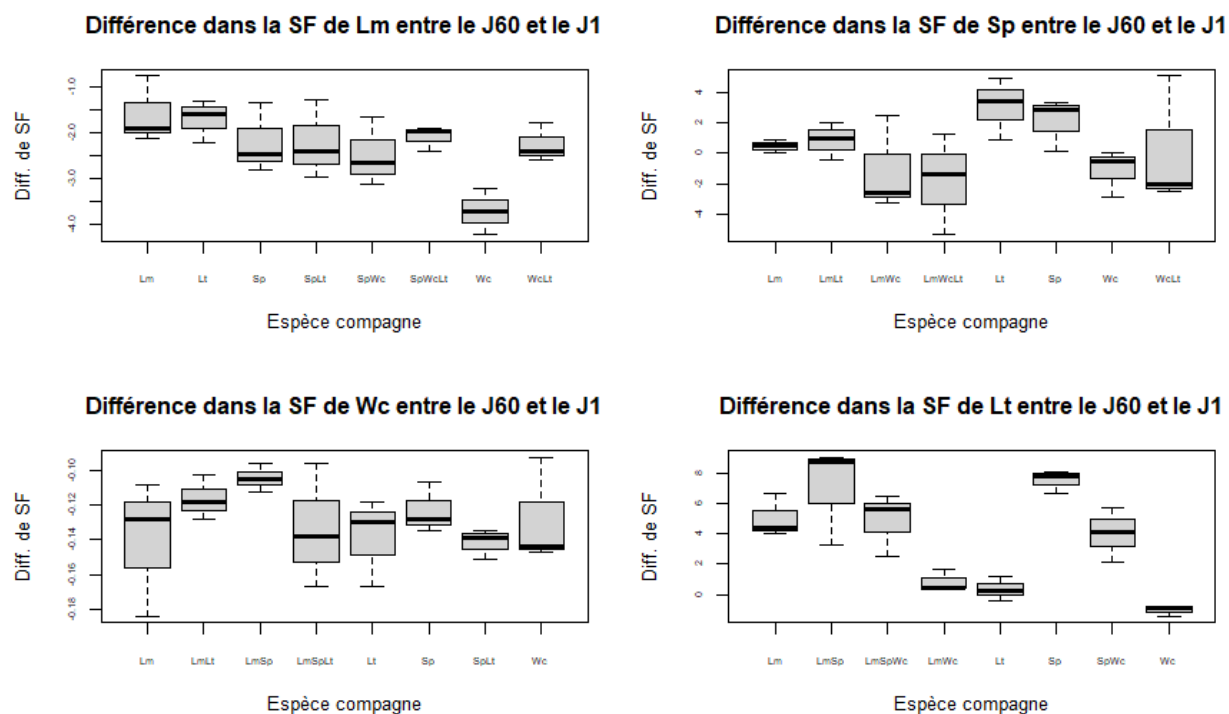 Différence dans la SF de Lm entre le J60 et le J1
Diff. de SF
-1.0
-2.0
-3.0
-4.0
Lm Lt Sp SpLt SpWc SpWcLt Wc WcLt
Espèce compagne
Différence dans la SF de Sp entre le J60 et le J1
Diff. de SF
4
2
0
-2
-4
Lm LmLt LmWc LmWcLt Lt Sp Wc WcLt
Espèce compagne
Différence dans la SF de Wc entre le J60 et le J1
Diff. de SF
-0.10
-0.12
-0.14
-0.16
-0.18
Lm LmLt LmSp LmSpLt Lt Sp SpLt Wc
Espèce compagne
Différence dans la SF de Lt entre le J60 et le J1
Diff. de SF
8
6
4
2
0
Lm LmSp LmSpWc LmWc Lt Sp SpWc Wc
Espèce compagne